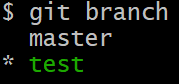 $ git branch
  master
* test